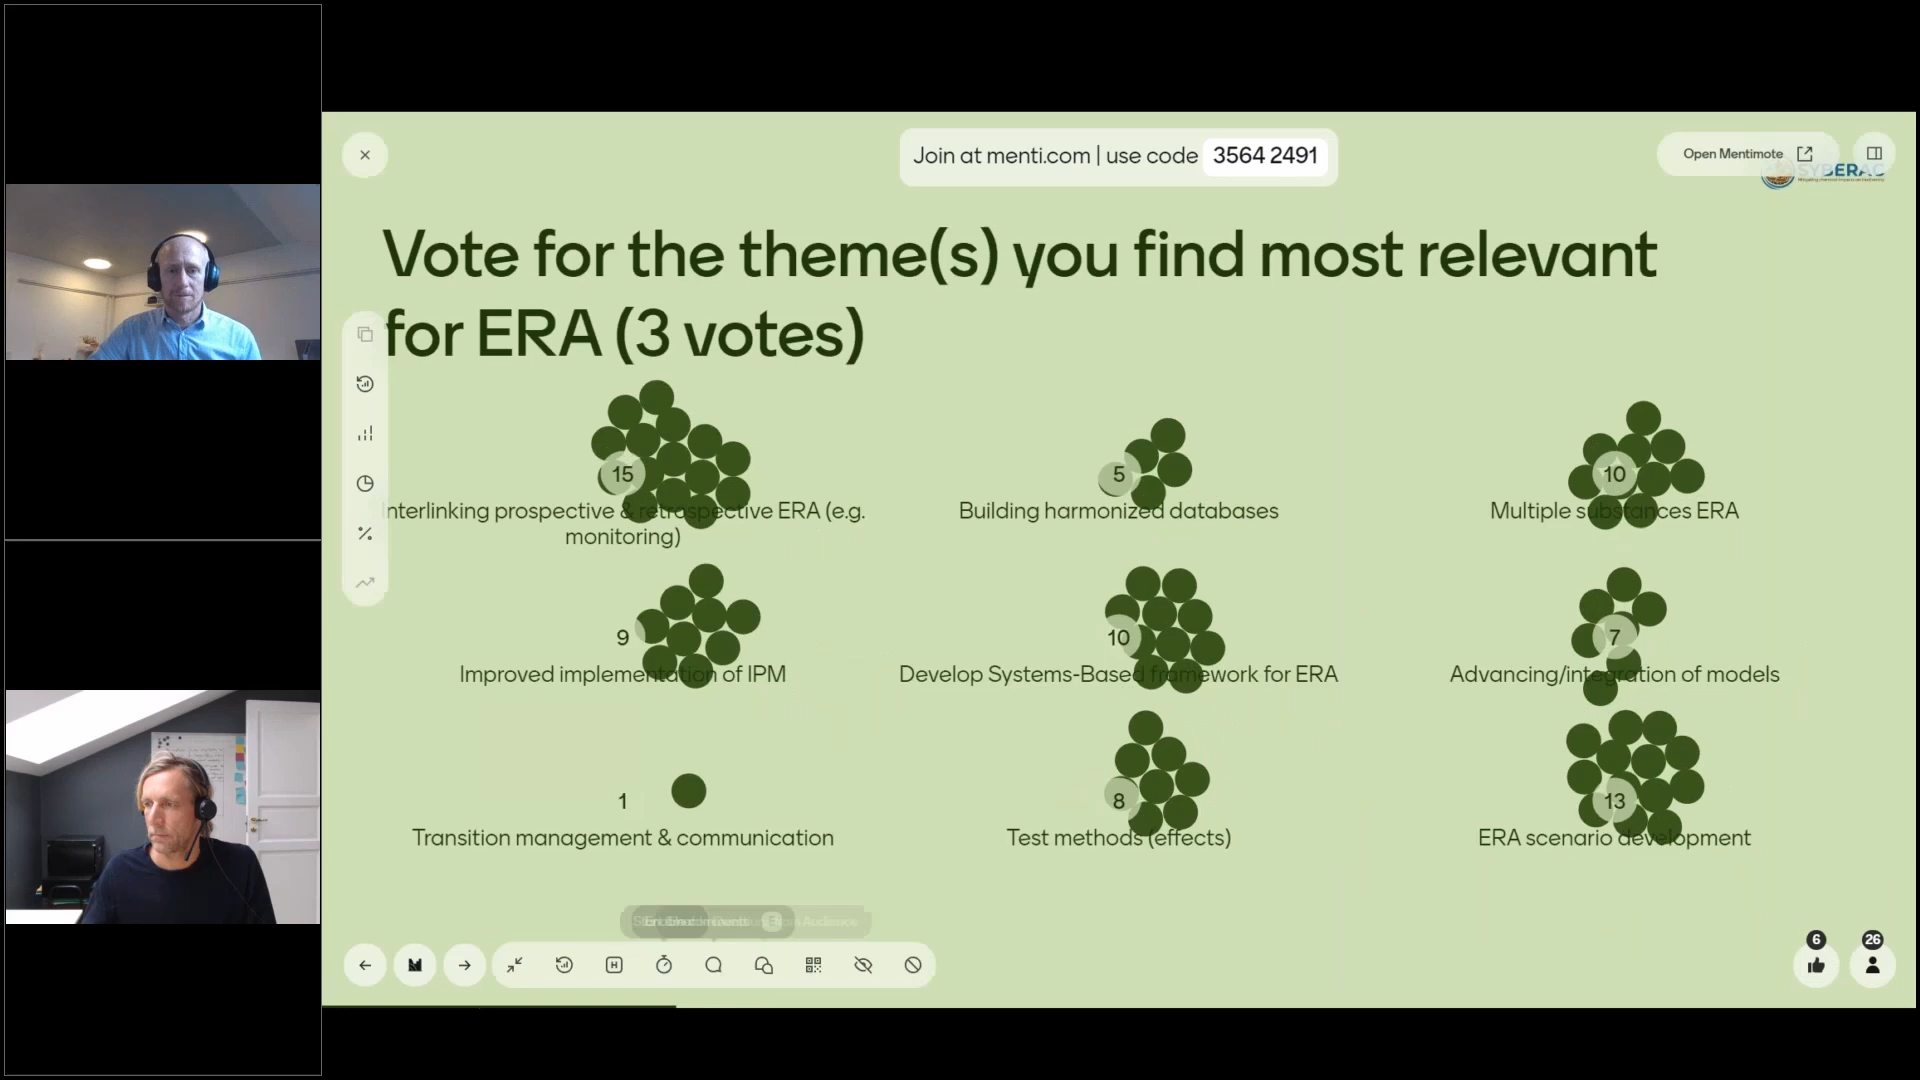 Join at menti.com | use code 3564 2491
Open Mentimote
SYBERAC
Vote for the theme(s) you find most relevant
for ERA (3 votes)
15
Interlinking prospective & retrospective ERA (e.g.
monitoring)
5
Building harmonized databases
10
Multiple substances ERA
9
Improved implementation of IPM
10
Develop Systems-Based framework for ERA
7
Advancing/integration of models
1
Transition management & communication
8
Test methods (effects)
13
ERA scenario development
6
26